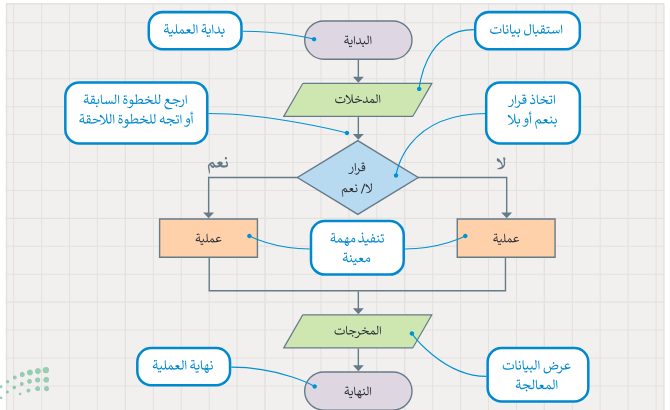 استقبال بيانات
البداية
بداية العملية
المدخلات
اتخاذ قرار
بنعم أو بلا
ارجع للخطوة السابقة
أو اتجه للخطوة اللاحقة
لا
قرار
لا/ نعم
نعم
عملية
تنفيذ مهمة
معينة
عملية
المخرجات
عرض البيانات
المعالجة
النهاية
نهاية العملية